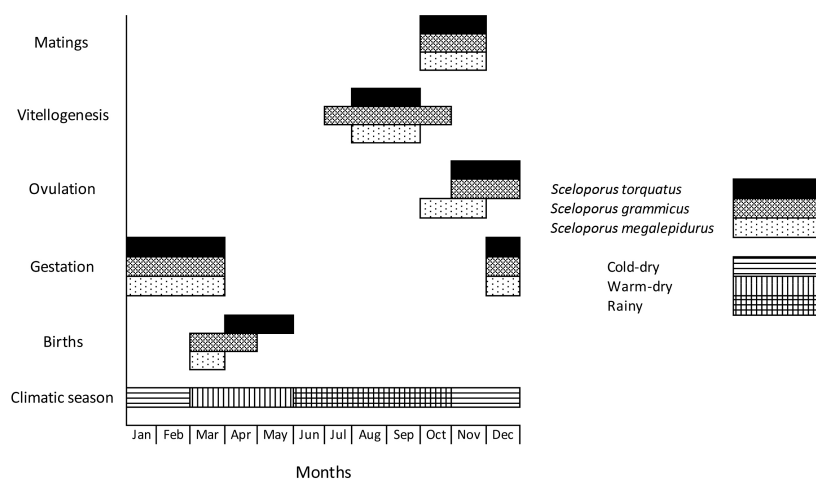 Matings
Vitellogenesis
Ovulation
Sceloporus torquatus
Sceloporus grammicus
Sceloporus megalepidurus
Gestation
Cold-dry
Warm-dry
Rainy
Births
Climatic season
Jan Feb Mar Apr May Jun Jul Aug Sep Oct Nov Dec
Months